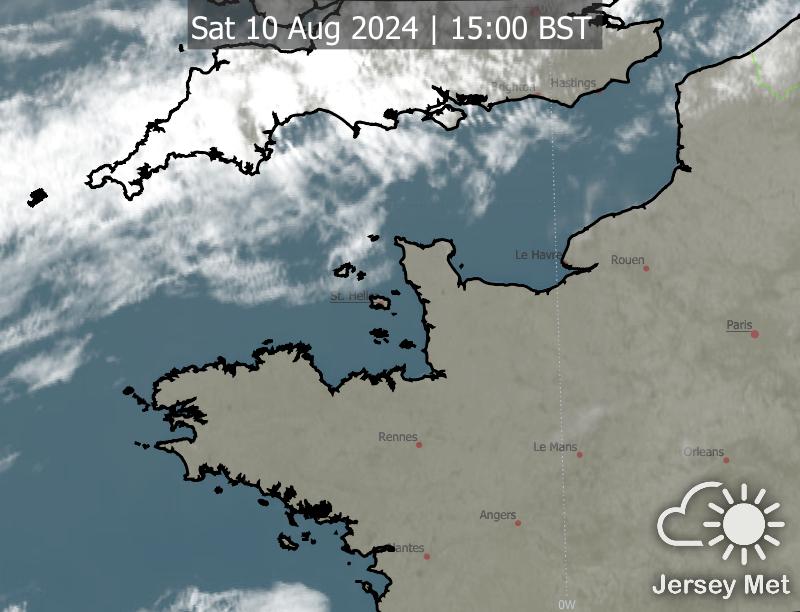 Sat 10 Aug 2024 | 15:00 BST
Brighton
Hastings
Le Havre
Rouen
St. Helier
Paris
Rennes
Le Mans
Orleans
Angers
Nantes
Jersey Met
0W